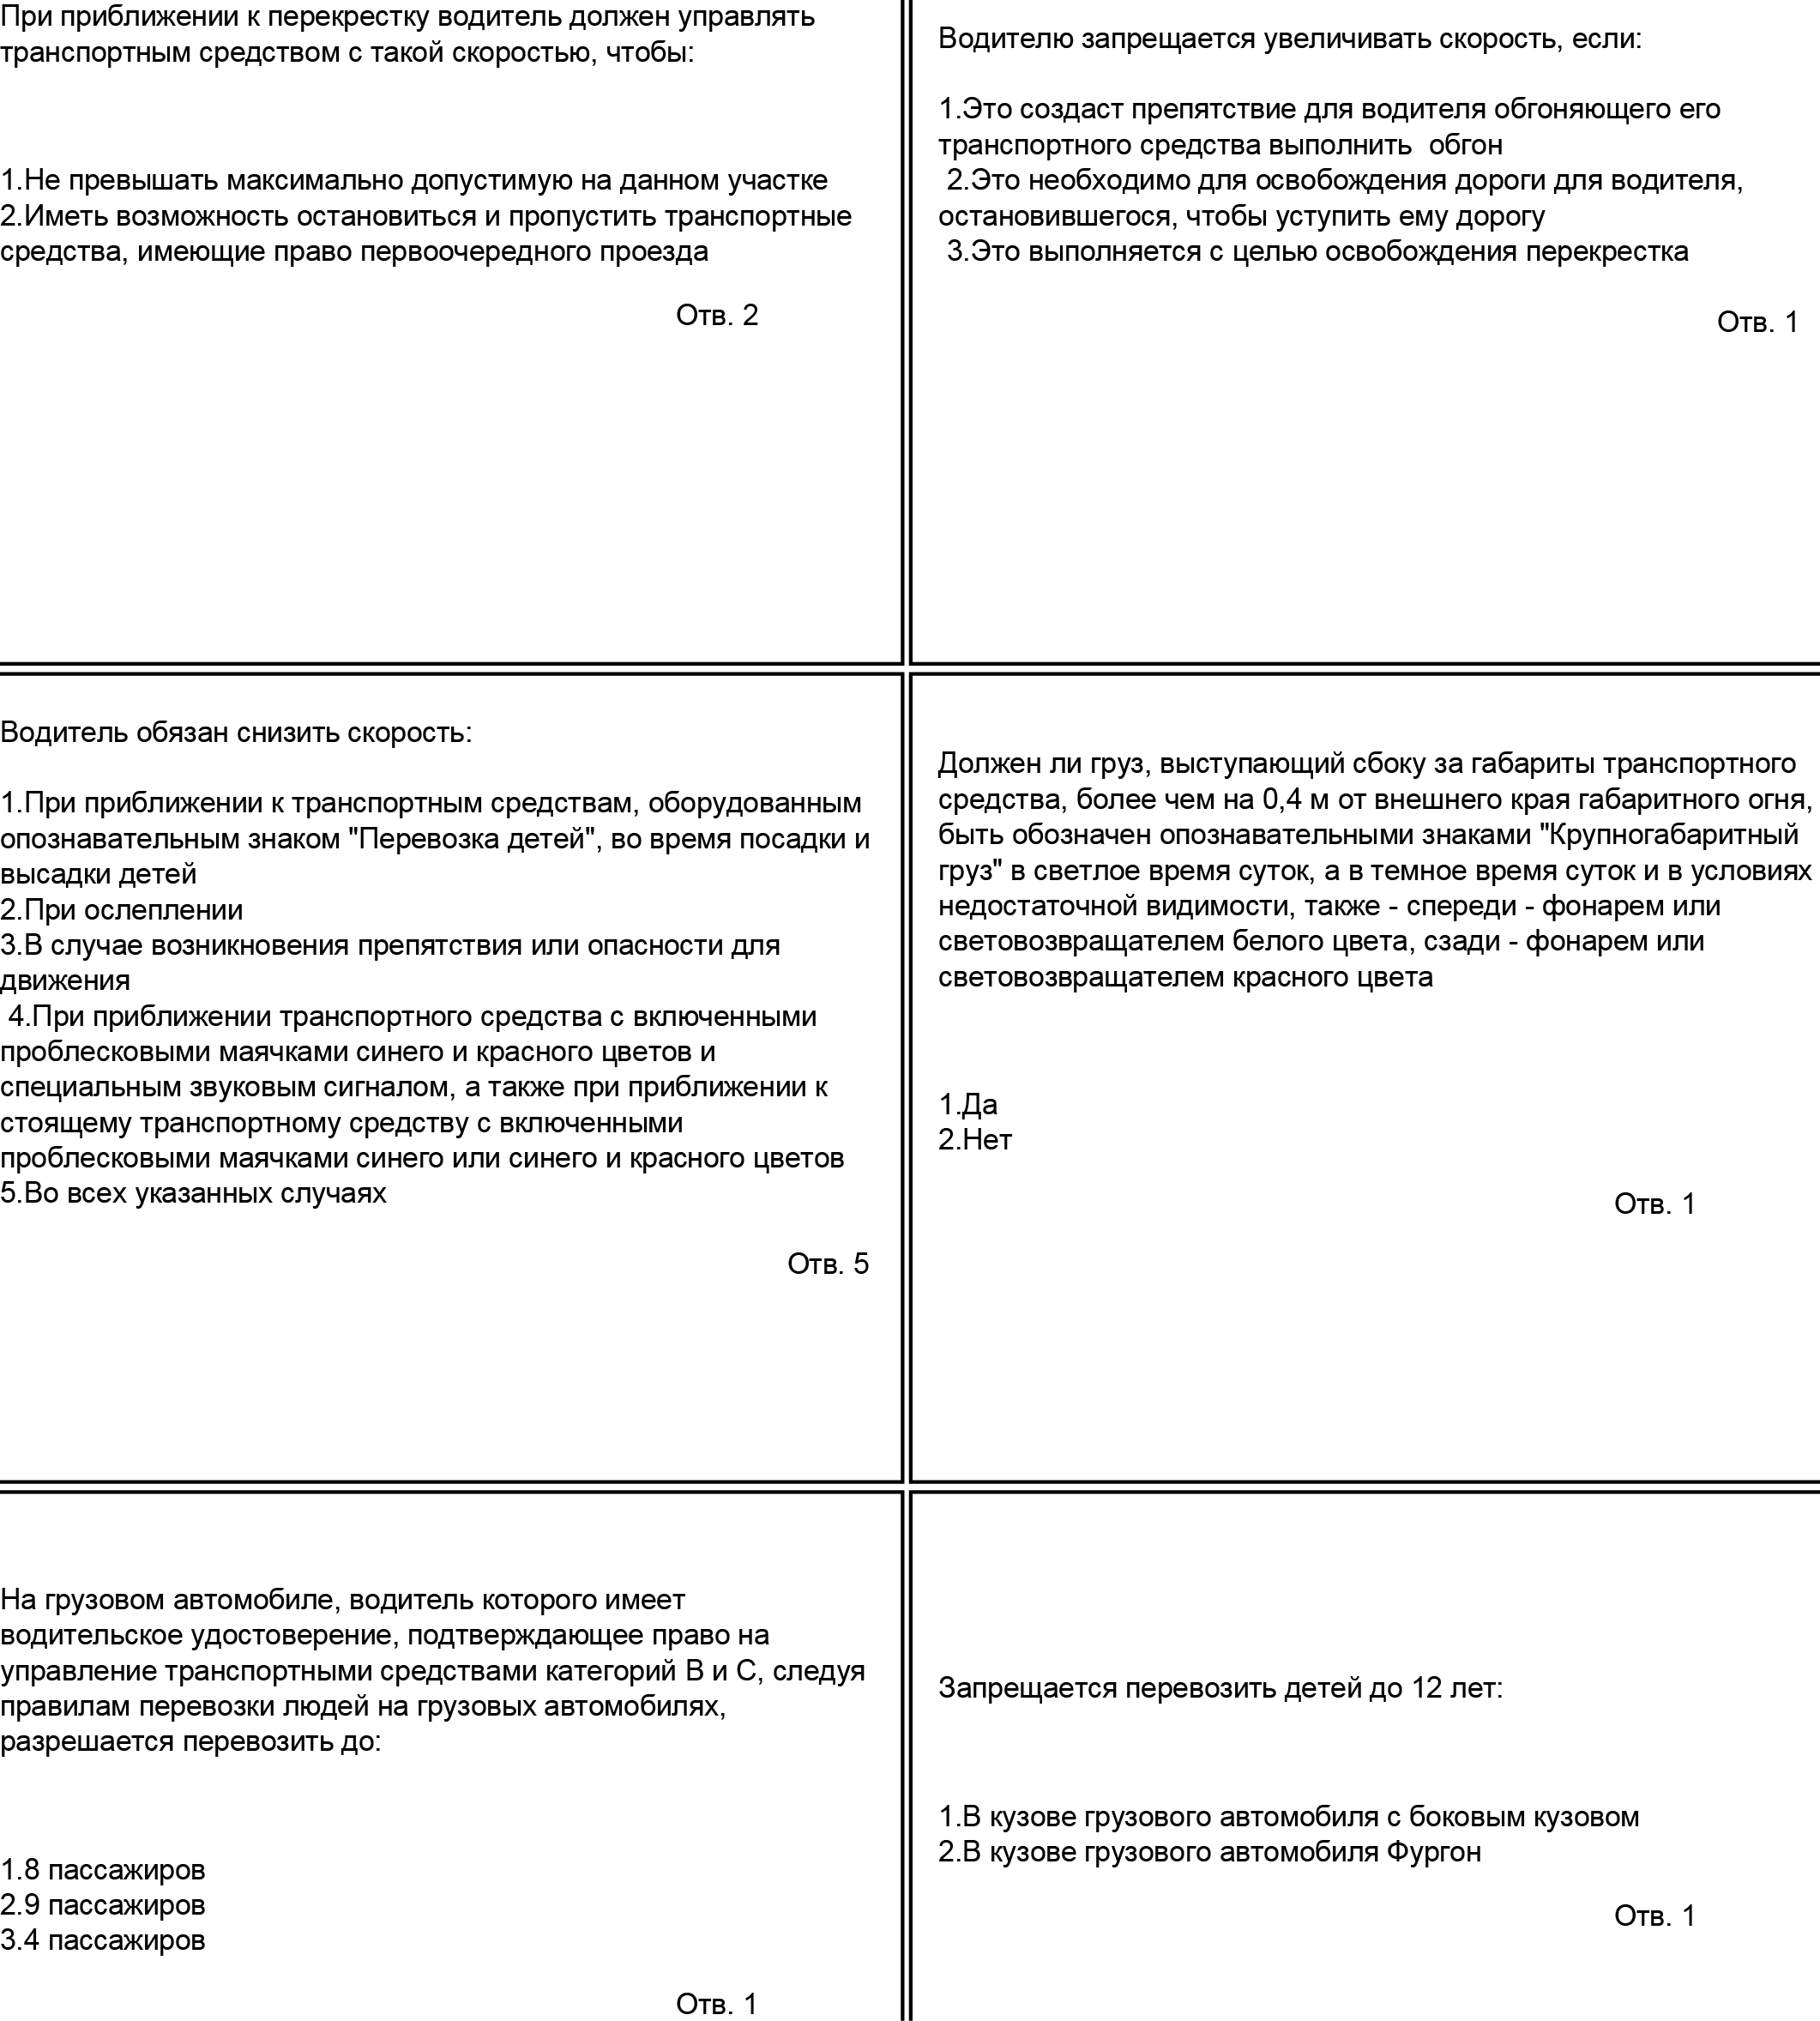 При приближении к перекрестку водитель должен управлять
транспортным средством с такой скоростью, чтобы:
1.Не превышать максимально допустимую на данном участке
2.Иметь возможность остановиться и пропустить транспортные
средства, имеющие право первоочередного проезда
Отв. 2
Водителю запрещается увеличивать скорость, если:
1.Это создаст препятствие для водителя обгоняющего его
транспортного средства выполнить  обгон
2.Это необходимо для освобождения дороги для водителя,
остановившегося, чтобы уступить ему дорогу
3.Это выполняется с целью освобождения перекрестка
Отв. 1
Водитель обязан снизить скорость:
1.При приближении к транспортным средствам, оборудованным
опознавательным знаком "Перевозка детей", во время посадки и
высадки детей
2.При ослеплении
3.В случае возникновения препятствия или опасности для
движения
4.При приближении транспортного средства с включенными
проблесковыми маячками синего и красного цветов и
специальным звуковым сигналом, а также при приближении к
стоящему транспортному средству с включенными
проблесковыми маячками синего или синего и красного цветов
5.Во всех указанных случаях
Отв. 5
Должен ли груз, выступающий сбоку за габариты транспортного
средства, более чем на 0,4 м от внешнего края габаритного огня,
быть обозначен опознавательными знаками "Крупногабаритный
груз" в светлое время суток, а в темное время суток и в условиях
недостаточной видимости, также - спереди - фонарем или
световозвращателем белого цвета, сзади - фонарем или
световозвращателем красного цвета
1.Да
2.Нет
Отв. 1
На грузовом автомобиле, водитель которого имеет
водительское удостоверение, подтверждающее право на
управление транспортными средствами категорий В и С, следуя
правилам перевозки людей на грузовых автомобилях,
разрешается перевозить до:
1.8 пассажиров
2.9 пассажиров
3.4 пассажиров
Отв. 1
Запрещается перевозить детей до 12 лет:
1.В кузове грузового автомобиля с боковым кузовом
2.В кузове грузового автомобиля Фургон
Отв. 1